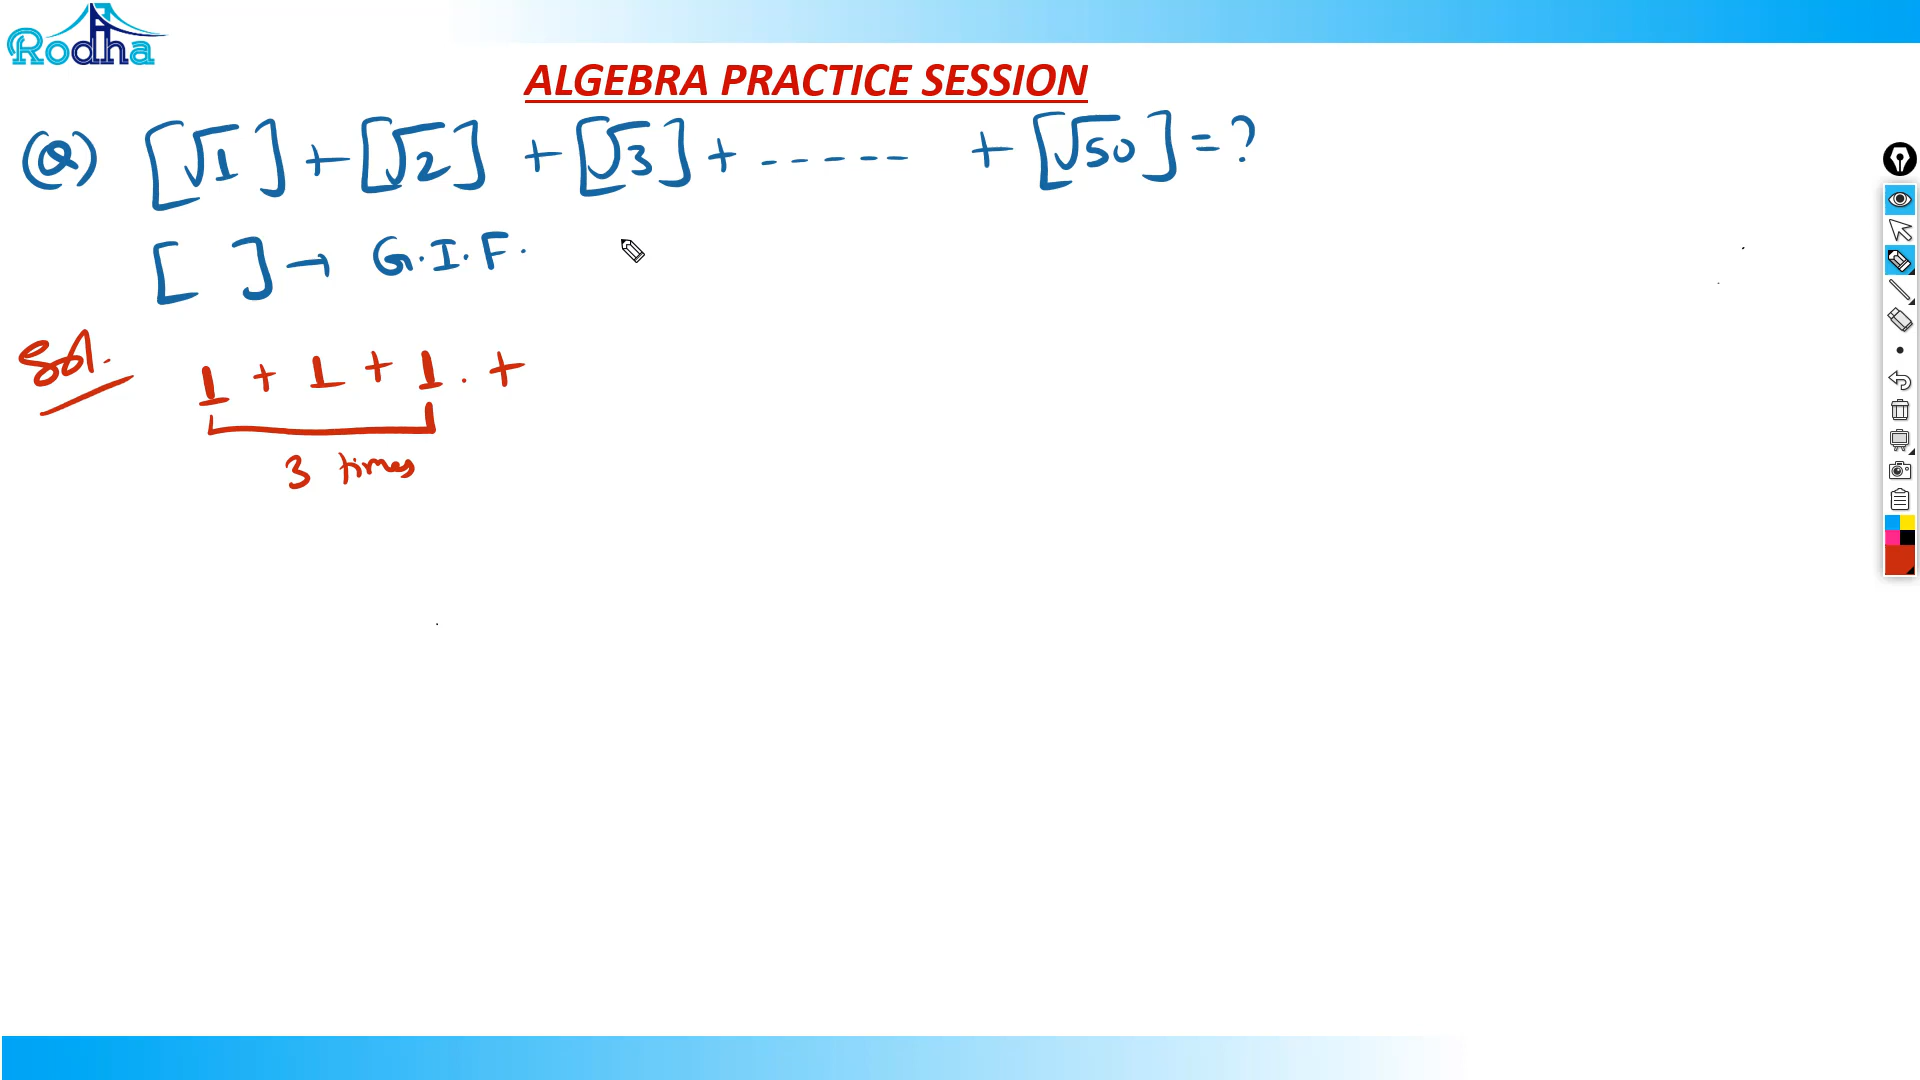 Rodha
ALGEBRA PRACTICE SESSION
(Q) [√1] + [√2] + [√3] + ------ + [√50] = ?
[ ] → G.I.F.
Sol.
1 + 1 + 1. +
3 times